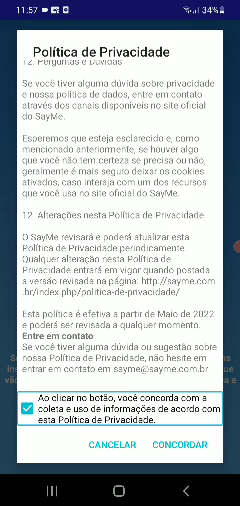 11.57
34%
Política de Privacidade
12. Perguntas e Dúvidas
Se você tiver alguma dúvida sobre privacidade
e nossa política de dados, entre em contato
através dos canais disponíveis no site oficial
do SayMe.
Esperemos que esteja esclarecido e, como
mencionado anteriormente, se houver algo
que você não tem certeza se precisa ou não,
geralmente é mais seguro deixar os cookies
ativados, caso interaja com um dos recursos
que você usa no site oficial do SayMe.
12. Alterações nesta Política de Privacidade
O SayMe revisará e poderá atualizar esta
Política de Privacidade periodicamente.
Qualquer alteração nesta Política de
Privacidade entrará em vigor quando postada
a versão revisada na página: http://sayme.com
.br/index.php/politica-de-privacidade/
Esta política é efetiva a partir de Maio de 2022
e poderá ser revisada a qualquer momento.
Entre em contato
Se você tiver alguma dúvida ou sugestão sobre
nossa Política de Privacidade, não hesite em
entrar em contato em sayme@sayme.com.br
Ao clicar no botão, você concorda com a
coleta e uso de informações de acordo com
esta Política de Privacidade.
CANCELAR
CONCORDAR